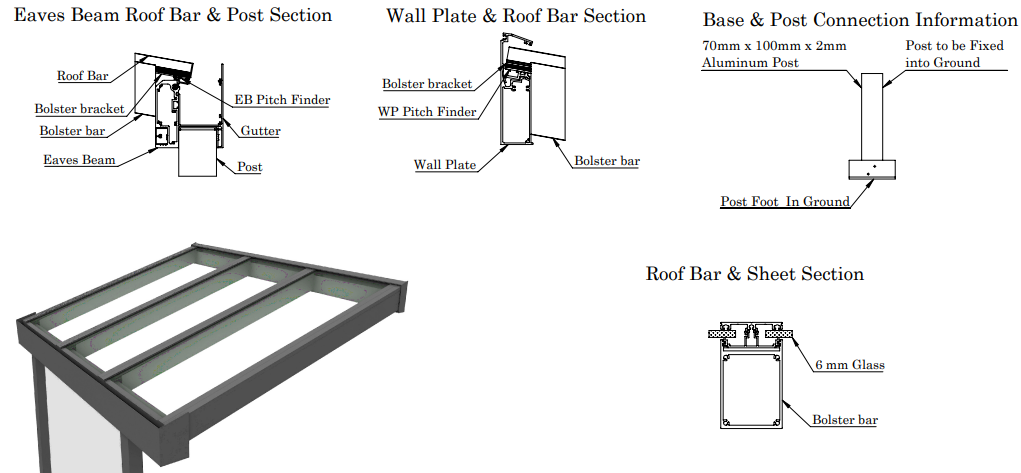 Eaves Beam Roof Bar & Post Section
Roof Bar
Bolster bracket
Bolster bar
Eaves Beam
EB Pitch Finder
Gutter
Post
Wall Plate & Roof Bar Section
Bolster bracket
WP Pitch Finder
Wall Plate
Bolster bar
Base & Post Connection Information
70mm x 100mm x 2mm
Aluminum Post
Post to be Fixed
into Ground
Post Foot In Ground
Roof Bar & Sheet Section
6 mm Glass
Bolster bar